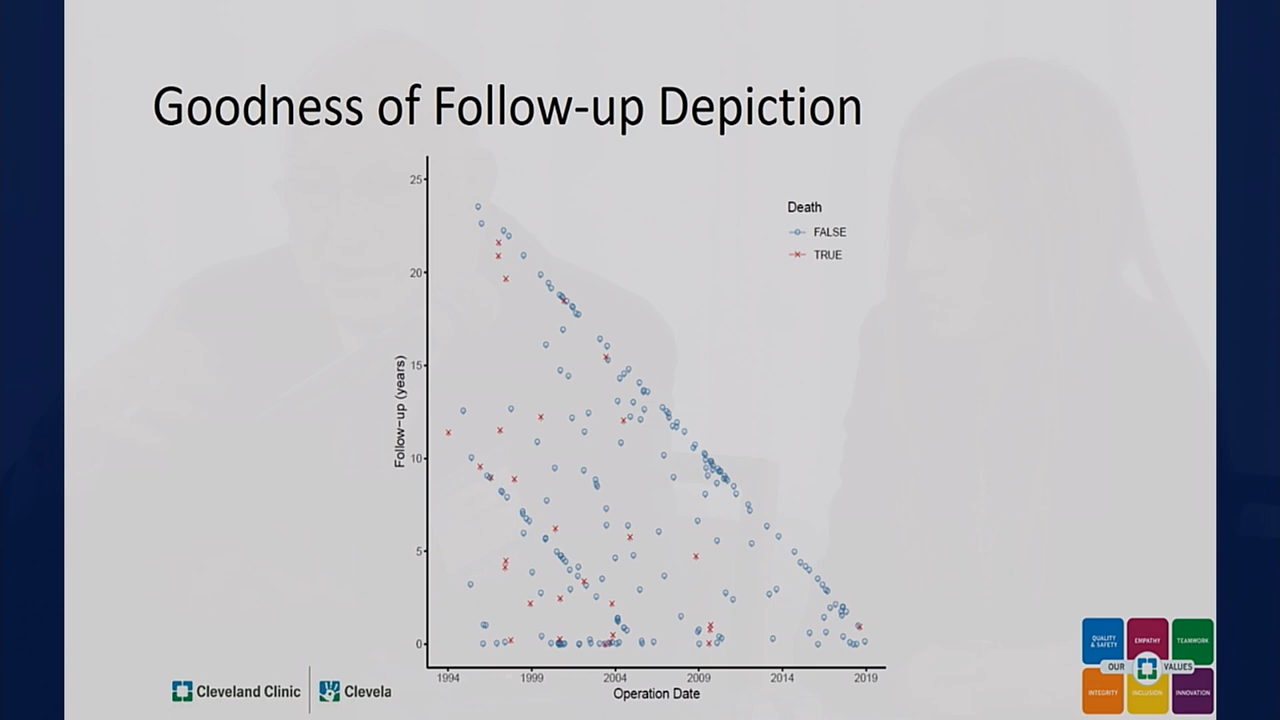 Goodness of Follow-up Depiction
25
20
15
10
5
0
Follow-up (years)
Death
FALSE
TRUE
1994
1999
2004
2009
2014
2019
Operation Date
Cleveland Clinic
Clevela
QUALITY
& SAFETY
EMPATHY
TEAMWORK
OUR
VALUES
INTEGRITY
INCLUSION
INNOVATION